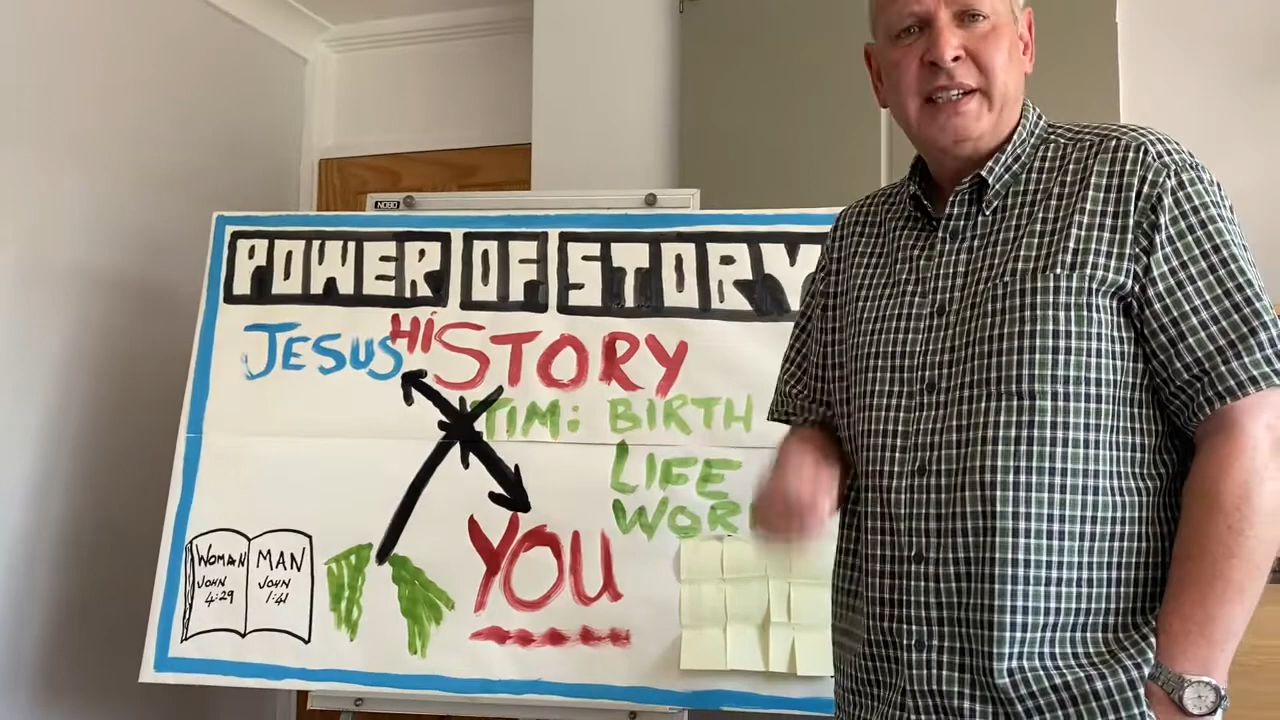 NOBO
POWER OF STORY
JESUS HiSTORY
TIM: BIRTH
LIFE
WOMAN
JOHN
4:29
MAN
JOHN
1:41
YOU